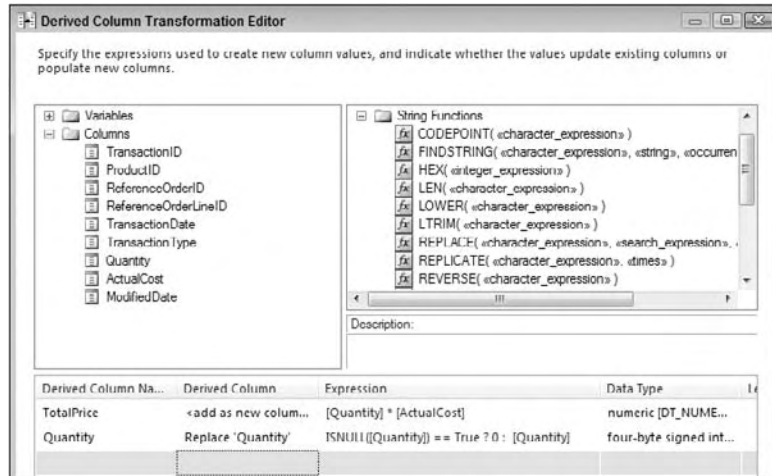 Derived Column Transformation Editor
Specify the expressions used to create new column values, and indicate whether the values update existing columns or
populate new columns.
Variables
Columns
TransactionID
ProductID
ReferenceOrderID
ReferenceOrderLineID
TransactionDate
TransactionType
Quantity
ActualCost
ModifiedDate
String Functions
CODEPOINT( «character_expression» )
FINDSTRING( «character_expression», «string», «occurren
HEX( «integer_expression» )
LEN( «character_expression» )
LOWER( «character_expression» )
LTRIM( «character_expression» )
REPLACE( «character_expression», «search_expression»,
REPLICATE( «character_expression», «times» )
REVERSE( «character_expression» )
Description:
Derived Column Na... Derived Column Expression Data Type Le
TotalPrice <add as new colum... [Quantity] * [ActualCost] numeric [DT_NUME...
Quantity Replace 'Quantity' ISNULL([Quantity]) == True ? 0 : [Quantity] four-byte signed int...